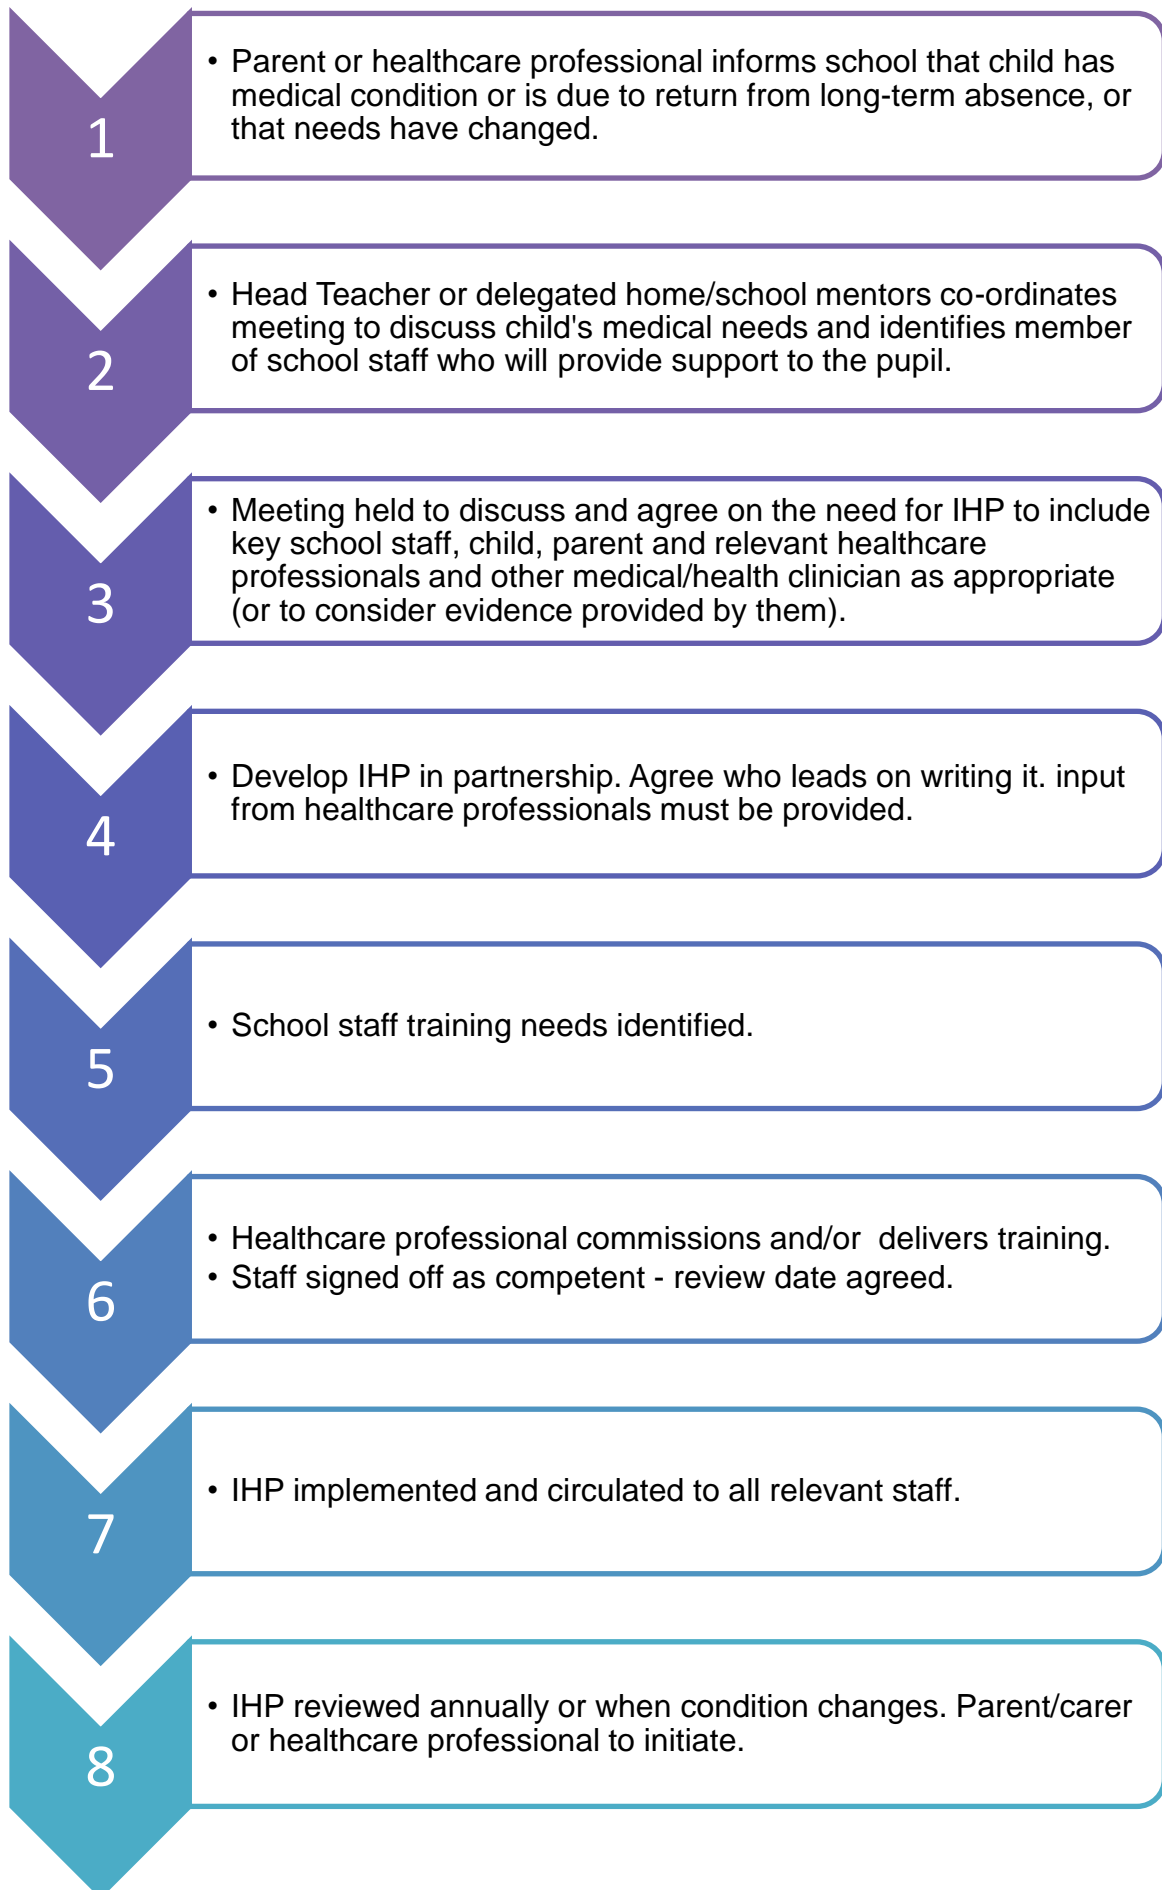 1
• Parent or healthcare professional informs school that child has
medical condition or is due to return from long-term absence, or
that needs have changed.
2
• Head Teacher or delegated home/school mentors co-ordinates
meeting to discuss child's medical needs and identifies member
of school staff who will provide support to the pupil.
3
• Meeting held to discuss and agree on the need for IHP to include
key school staff, child, parent and relevant healthcare
professionals and other medical/health clinician as appropriate
(or to consider evidence provided by them).
4
• Develop IHP in partnership. Agree who leads on writing it. input
from healthcare professionals must be provided.
5
• School staff training needs identified.
6
• Healthcare professional commissions and/or  delivers training.
• Staff signed off as competent - review date agreed.
7
• IHP implemented and circulated to all relevant staff.
8
• IHP reviewed annually or when condition changes. Parent/carer
or healthcare professional to initiate.